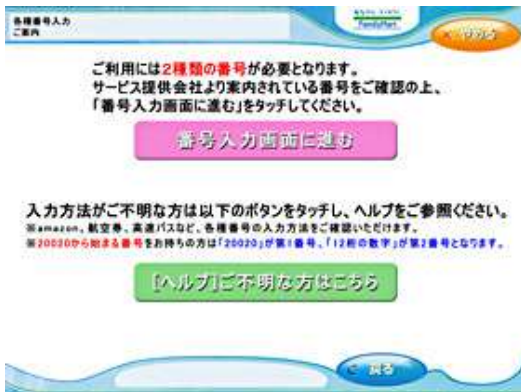 各種番号入力
ご案内
FamilyMart
やめる
ご利用には2種類の番号が必要となります。
サービス提供会社より案内されている番号をご確認の上、
「番号入力画面に進む」をタッチしてください。
番号入力画面に進む
入力方法がご不明な方は以下のボタンをタッチし、ヘルプをご参照ください。
※amazon、航空券、高速バスなど、各種番号の入力方法をご確認いただけます。
※20020から始まる番号をお持ちの方は「20020」が第1番号、「12桁の数字」が第2番号となります。
[ヘルプ]ご不明な方はこちら
戻る